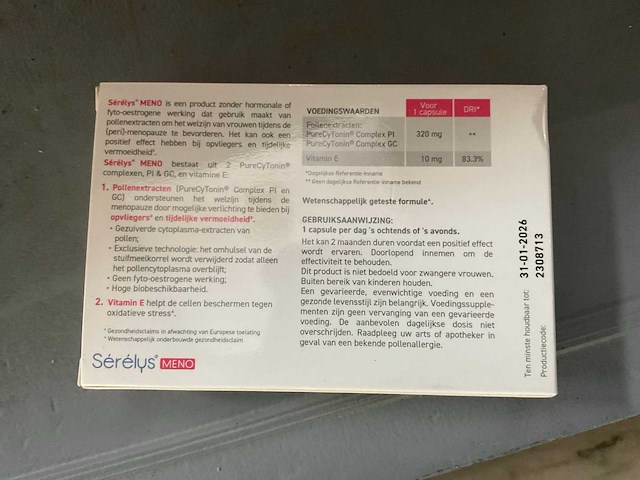 Sérélys® MENO is een product zonder hormonale of
fyto-oestrogene werking dat gebruik maakt van
pollenextracten om het welzijn van vrouwen tijdens de
(peri)-menopauze te bevorderen. Het kan ook een
positief effect hebben bij opvliegers en tijdelijke
vermoeidheid*.
Sérélys® MENO bestaat uit 2 PureCyTonin®
complexen, PI & GC, en vitamine E:
1. Pollenextracten (PureCyTonin® Complex PI en
GC) ondersteunen het welzijn tijdens de
menopauze door mogelijke verlichting te bieden bij
opvliegers* en tijdelijke vermoeidheid*.
- Gezuiverde cytoplasma-extracten van
pollen;
- Exclusieve technologie: het omhulsel van de
stuifmeelkorrel wordt verwijderd zodat alleen
het pollencytoplasma overblijft;
- Geen fyto-oestrogene werking;
- Hoge biobeschikbaarheid.
2. Vitamin E helpt de cellen beschermen tegen
oxidatieve stress*.
* Gezondheidsclaims in afwachting van Europese toelating
* Wetenschappelijk onderbouwde gezondheidsclaim
Sérélys® MENO
VOEDINGSWAARDEN Voor 1 capsule DRI*
Pollenextracten:
PureCyTonin® Complex PI 320 mg **
PureCyTonin® Complex GC
Vitamin E 10 mg 83.3%
*Dagelijkse Referentie-Inname
** Geen dagelijkse Referentie-Inname bekend
Wetenschappelijk geteste formule*.
GEBRUIKSAANWIJZING:
1 capsule per dag 's ochtends of 's avonds.
Het kan 2 maanden duren voordat een positief effect
wordt ervaren. Doorlopend innemen om de
effectiviteit te behouden.
Dit product is niet bedoeld voor zwangere vrouwen.
Buiten bereik van kinderen houden.
Een gevarieerde, evenwichtige voeding en een
gezonde levensstijl zijn belangrijk. Voedingssupple-
menten zijn geen vervanging van een gevarieerde
voeding. De aanbevolen dagelijkse dosis niet
overschrijden. Raadpleeg uw arts of apotheker in
geval van een bekende pollenallergie.
Ten minste houdbaar tot: 31-01-2026
Productiecode: 2308713